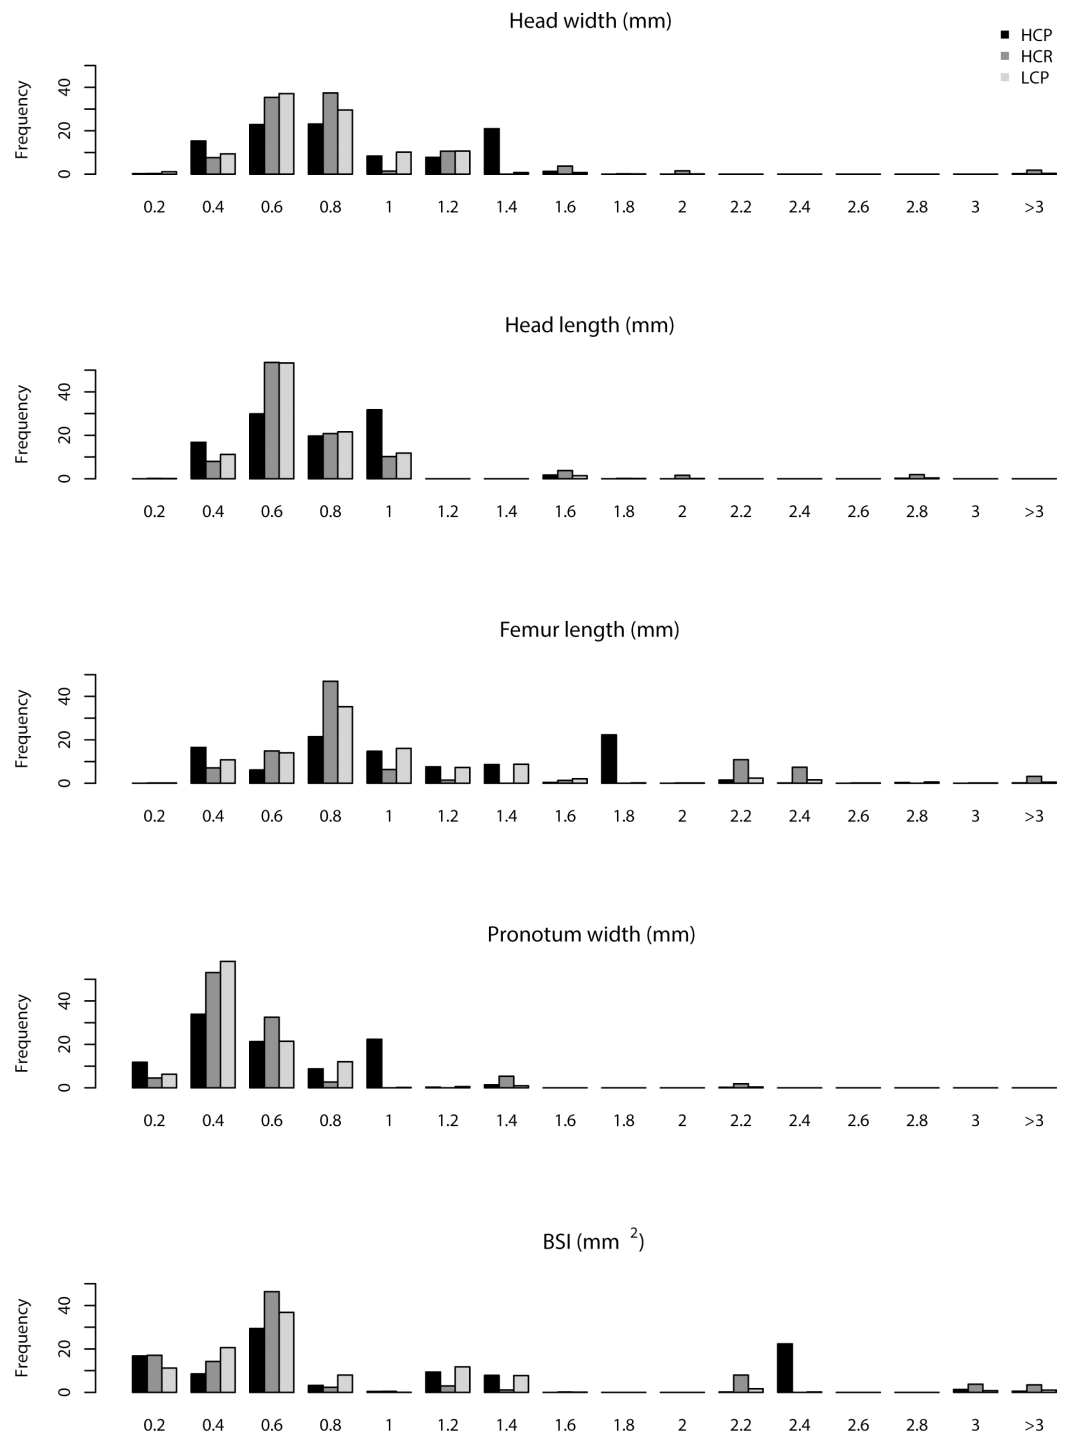 Head width (mm)
HCP
HCR
LCP
Frequency
0 20 40
0.2 0.4 0.6 0.8 1 1.2 1.4 1.6 1.8 2 2.2 2.4 2.6 2.8 3 >3
Head length (mm)
Frequency
0 20 40
0.2 0.4 0.6 0.8 1 1.2 1.4 1.6 1.8 2 2.2 2.4 2.6 2.8 3 >3
Femur length (mm)
Frequency
0 20 40
0.2 0.4 0.6 0.8 1 1.2 1.4 1.6 1.8 2 2.2 2.4 2.6 2.8 3 >3
Pronotum width (mm)
Frequency
0 20 40
0.2 0.4 0.6 0.8 1 1.2 1.4 1.6 1.8 2 2.2 2.4 2.6 2.8 3 >3
BSI (mm 2)
Frequency
0 20 40
0.2 0.4 0.6 0.8 1 1.2 1.4 1.6 1.8 2 2.2 2.4 2.6 2.8 3 >3